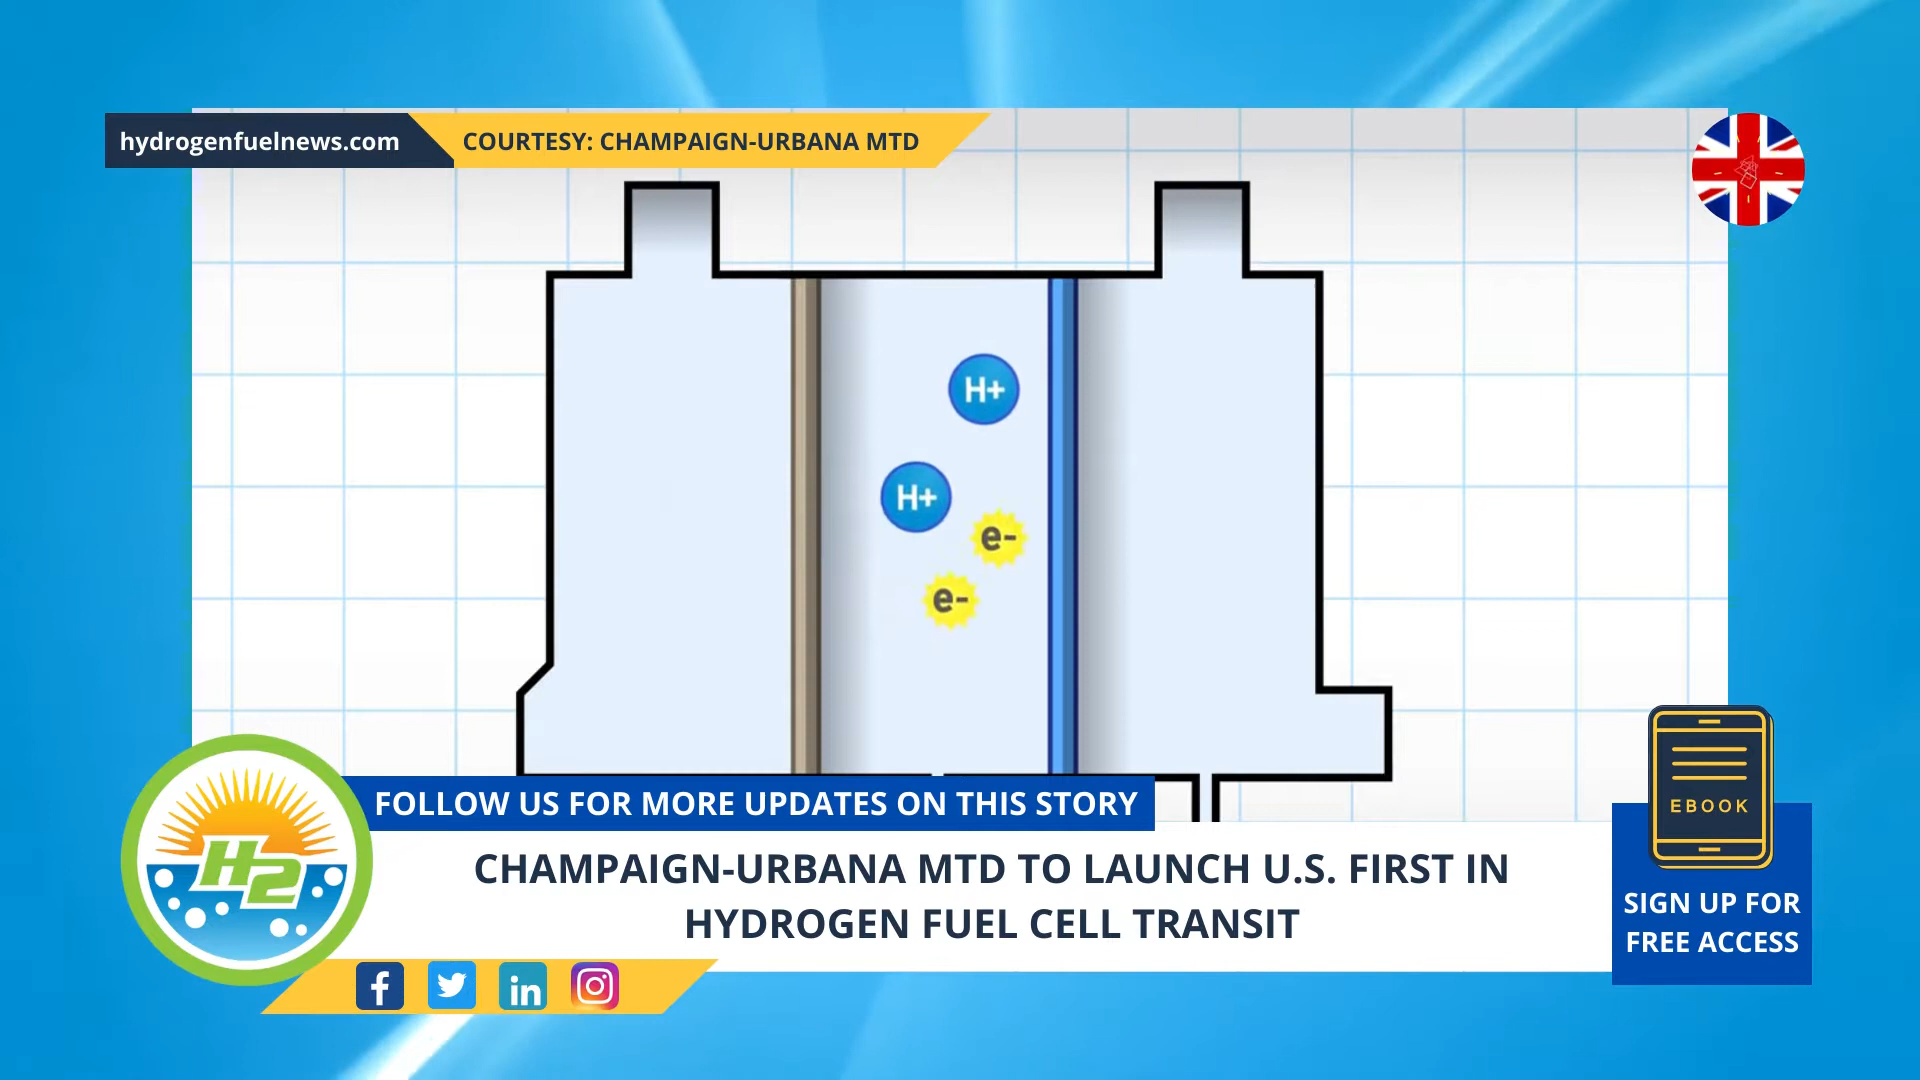 hydrogenfuelnews.com
COURTESY: CHAMPAIGN-URBANA MTD
H+
H+
e-
e-
FOLLOW US FOR MORE UPDATES ON THIS STORY
H2
CHAMPAIGN-URBANA MTD TO LAUNCH U.S. FIRST IN
HYDROGEN FUEL CELL TRANSIT
EBOOK
SIGN UP FOR
FREE ACCESS
f
in